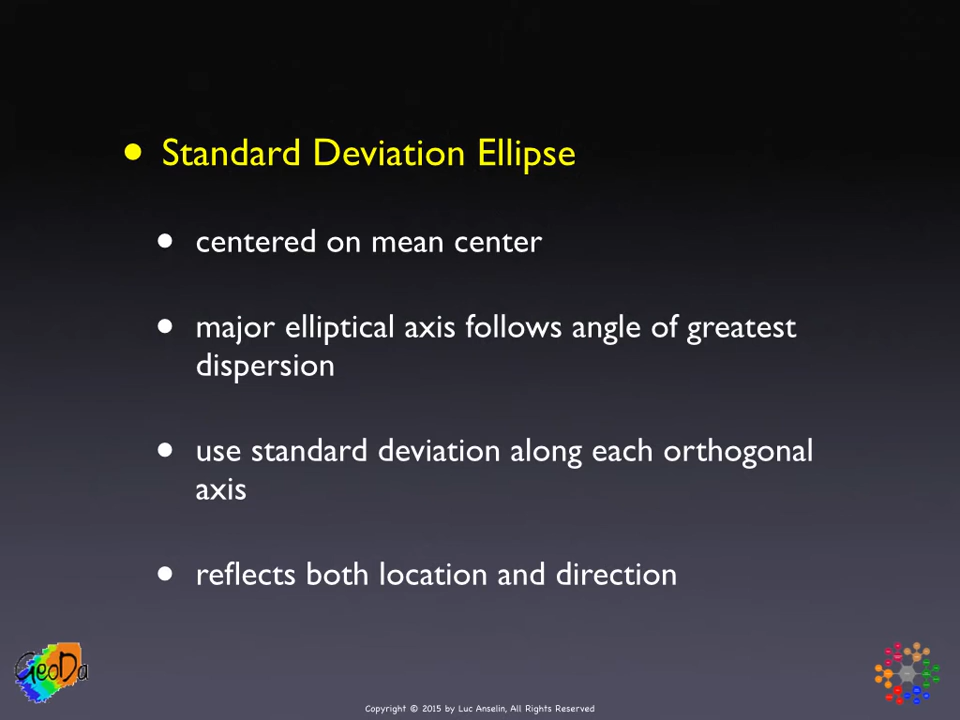 • Standard Deviation Ellipse
• centered on mean center
• major elliptical axis follows angle of greatest
dispersion
• use standard deviation along each orthogonal
axis
• reflects both location and direction
GeoDa
Copyright © 2015 by Luc Anselin, All Rights Reserved